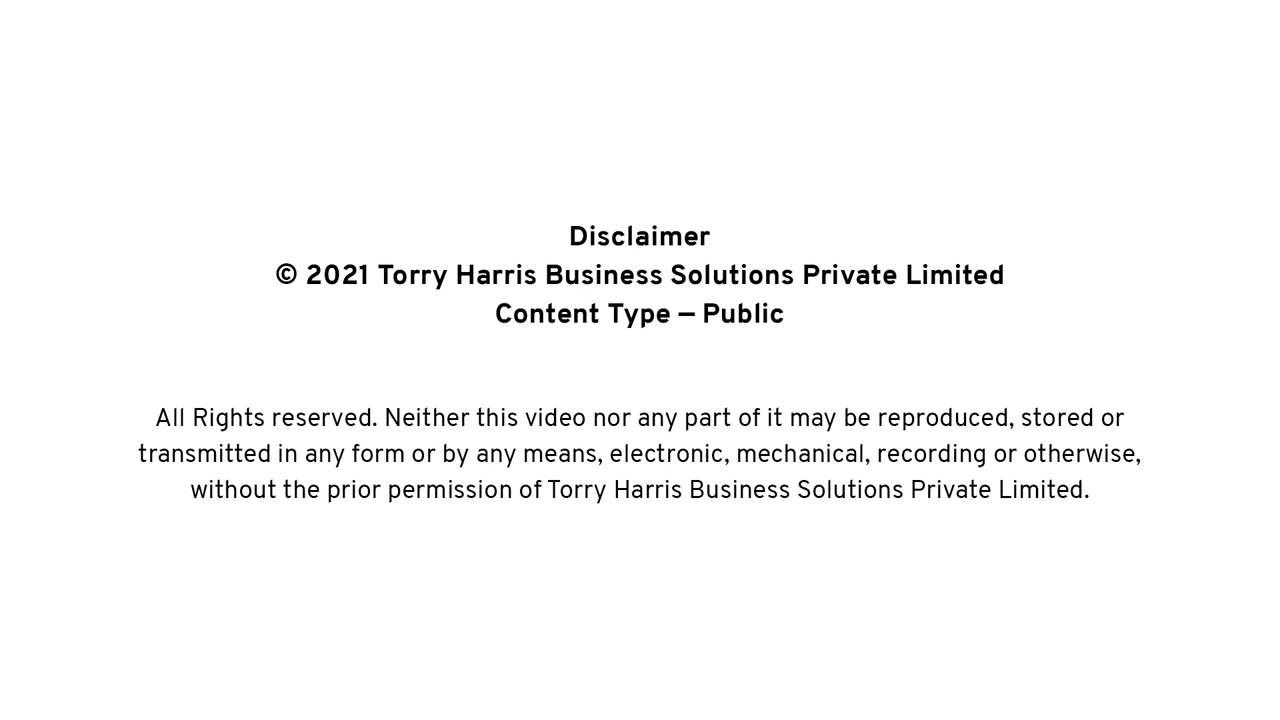 Disclaimer
© 2021 Torry Harris Business Solutions Private Limited
Content Type – Public
All Rights reserved. Neither this video nor any part of it may be reproduced, stored or
transmitted in any form or by any means, electronic, mechanical, recording or otherwise,
without the prior permission of Torry Harris Business Solutions Private Limited.